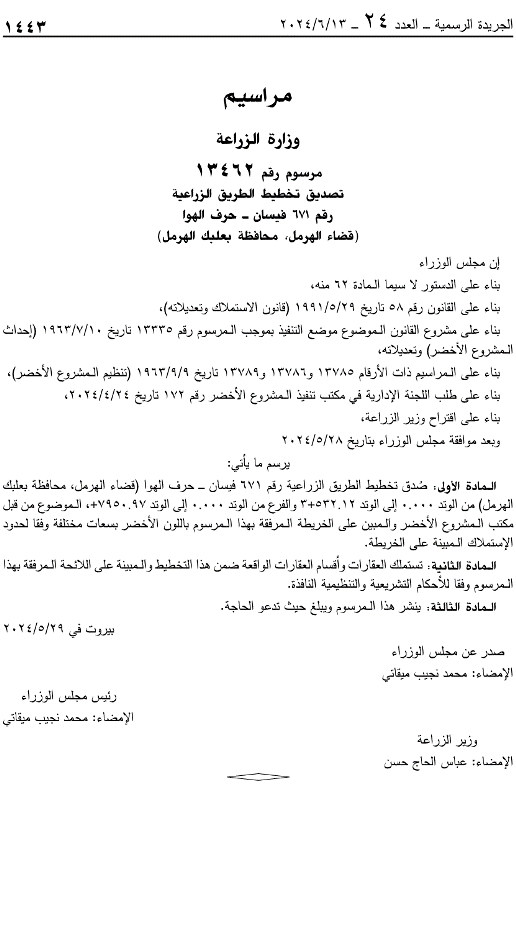 الجريدة الرسمية – العدد ٢٤ – ٢٠٢٤/٦/١٣
١٤٤٣
مراسيم
وزارة الزراعة
مرسوم رقم ١٣٤٦٢
تصديق تخطيط الطريق الزراعية
رقم ٦٧١ فيسان – حرف الهوا
(قضاء الهرمل، محافظة بعلبك الهرمل)
إن مجلس الوزراء
بناء على الدستور لا سيما المادة ٦٢ منه،
بناء على القانون رقم ٥٨ تاريخ ١٩٩١/٥/٢٩ (قانون الاستملاك وتعديلاته)،
بناء على مشروع القانون الموضوع موضع التنفيذ بموجب المرسوم رقم ١٣٣٣٥ تاريخ ١٩٦٣/٧/١٠ (إحداث
المشروع الأخضر) وتعديلاته،
بناء على المراسيم ذات الأرقام ١٣٧٨٥ و١٣٧٨٦ و١٣٧٨٩ تاريخ ١٩٦٣/٩/٩ (تنظيم المشروع الأخضر)،
بناء على طلب اللجنة الإدارية في مكتب تنفيذ المشروع الأخضر رقم ١٧٢ تاريخ ٢٠٢٤/٤/٢٤،
بناء على اقتراح وزير الزراعة،
وبعد موافقة مجلس الوزراء بتاريخ ٢٠٢٤/٥/٢٨
يرسم ما يأتي:
المادة الأولى: صُدق تخطيط الطريق الزراعية رقم ٦٧١ فيسان – حرف الهوا (قضاء الهرمل، محافظة بعلبك
الهرمل) من الوتد ٠.٠٠٠ إلى الوتد ٥٣٢.١٢+٣ والفرع من الوتد ٠.٠٠٠ إلى الوتد ٧٩٥٠.٩٧+، الموضوع من قبل
مكتب المشروع الأخضر والمبين على الخريطة المرفقة بهذا المرسوم باللون الأخضر بسعات مختلفة وفقا لحدود
الإستملاك المبينة على الخريطة.
المادة الثانية: تستملك العقارات وأقسام العقارات الواقعة ضمن هذا التخطيط والمبينة على اللائحة المرفقة بهذا
المرسوم وفقا للأحكام التشريعية والتنظيمية النافذة.
المادة الثالثة: ينشر هذا المرسوم ويبلغ حيث تدعو الحاجة.
بيروت في ٢٠٢٤/٥/٢٩
صدر عن مجلس الوزراء
الإمضاء: محمد نجيب ميقاتي
رئيس مجلس الوزراء
الإمضاء: محمد نجيب ميقاتي
وزير الزراعة
الإمضاء: عباس الحاج حسن